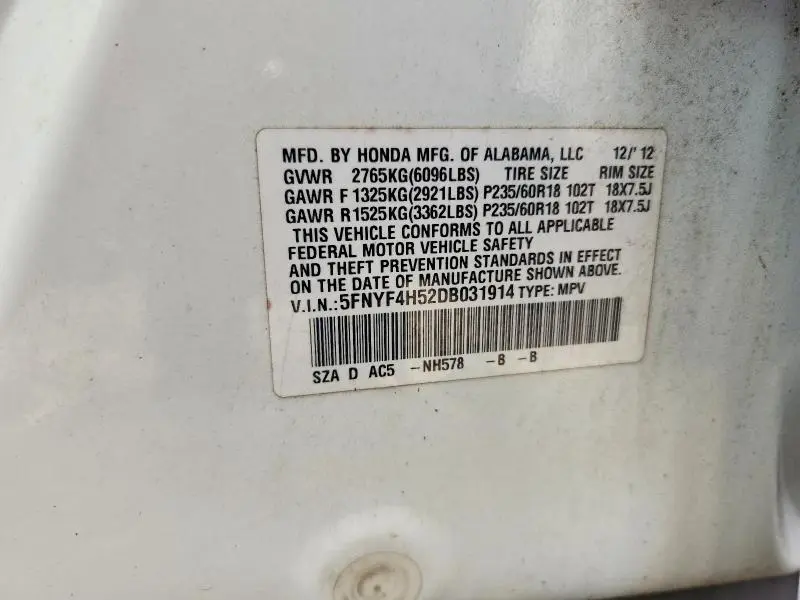 MFD. BY HONDA MFG. OF ALABAMA, LLC 12/'12
GVWR 2765KG(6096LBS) TIRE SIZE RIM SIZE
GAWR F 1325KG(2921LBS) P235/60R18 102T 18X7.5J
GAWR R1525KG(3362LBS) P235/60R18 102T 18X7.5J
THIS VEHICLE CONFORMS TO ALL APPLICABLE
FEDERAL MOTOR VEHICLE SAFETY
AND THEFT PREVENTION STANDARDS IN EFFECT
ON THE DATE OF MANUFACTURE SHOWN ABOVE.
V.I.N.:5FNYF4H52DB031914 TYPE: MPV
SZA D AC5 -NH578 -B -B